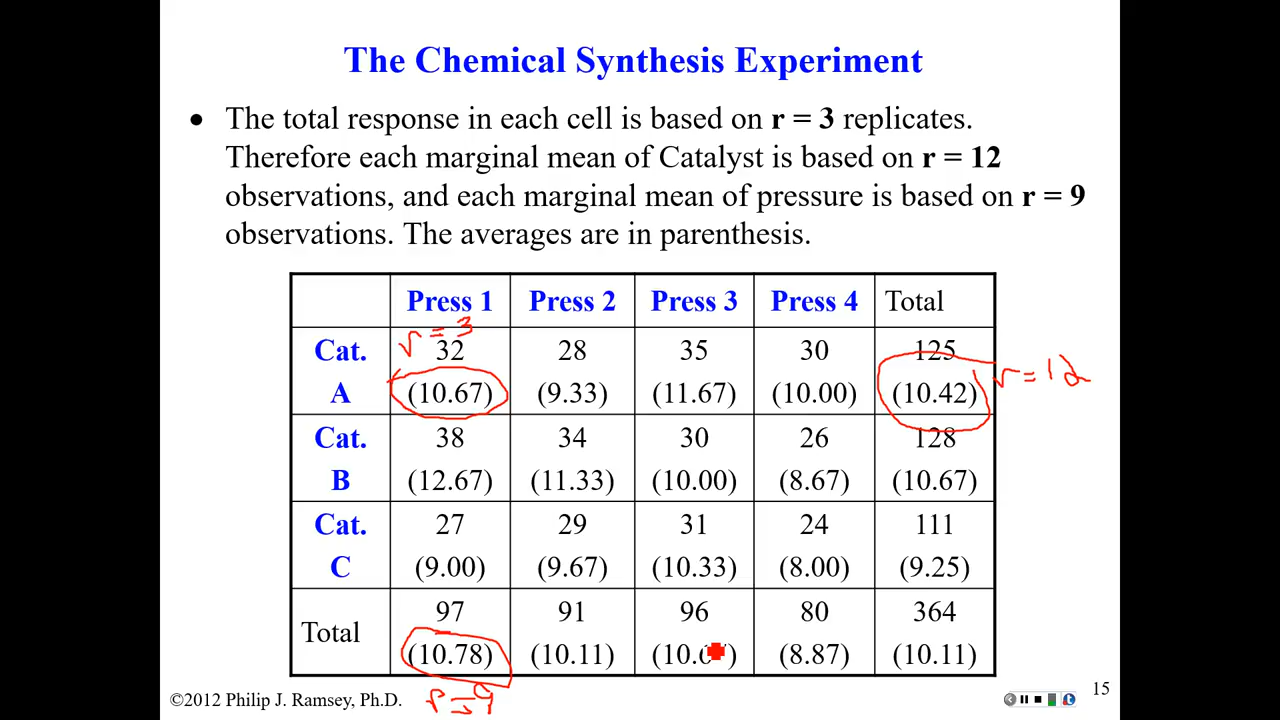 The Chemical Synthesis Experiment
• The total response in each cell is based on r = 3 replicates.
Therefore each marginal mean of Catalyst is based on r = 12
observations, and each marginal mean of pressure is based on r = 9
observations. The averages are in parenthesis.
Press 1 Press 2 Press 3 Press 4 Total
r = 3
Cat. 32 28 35 30 125
A (10.67) (9.33) (11.67) (10.00) (10.42) r = 12
Cat. 38 34 30 26 128
B (12.67) (11.33) (10.00) (8.67) (10.67)
Cat. 27 29 31 24 111
C (9.00) (9.67) (10.33) (8.00) (9.25)
Total 97 91 96 80 364
(10.78) (10.11) (8.87) (10.11)
r = 9
©2012 Philip J. Ramsey, Ph.D.
15